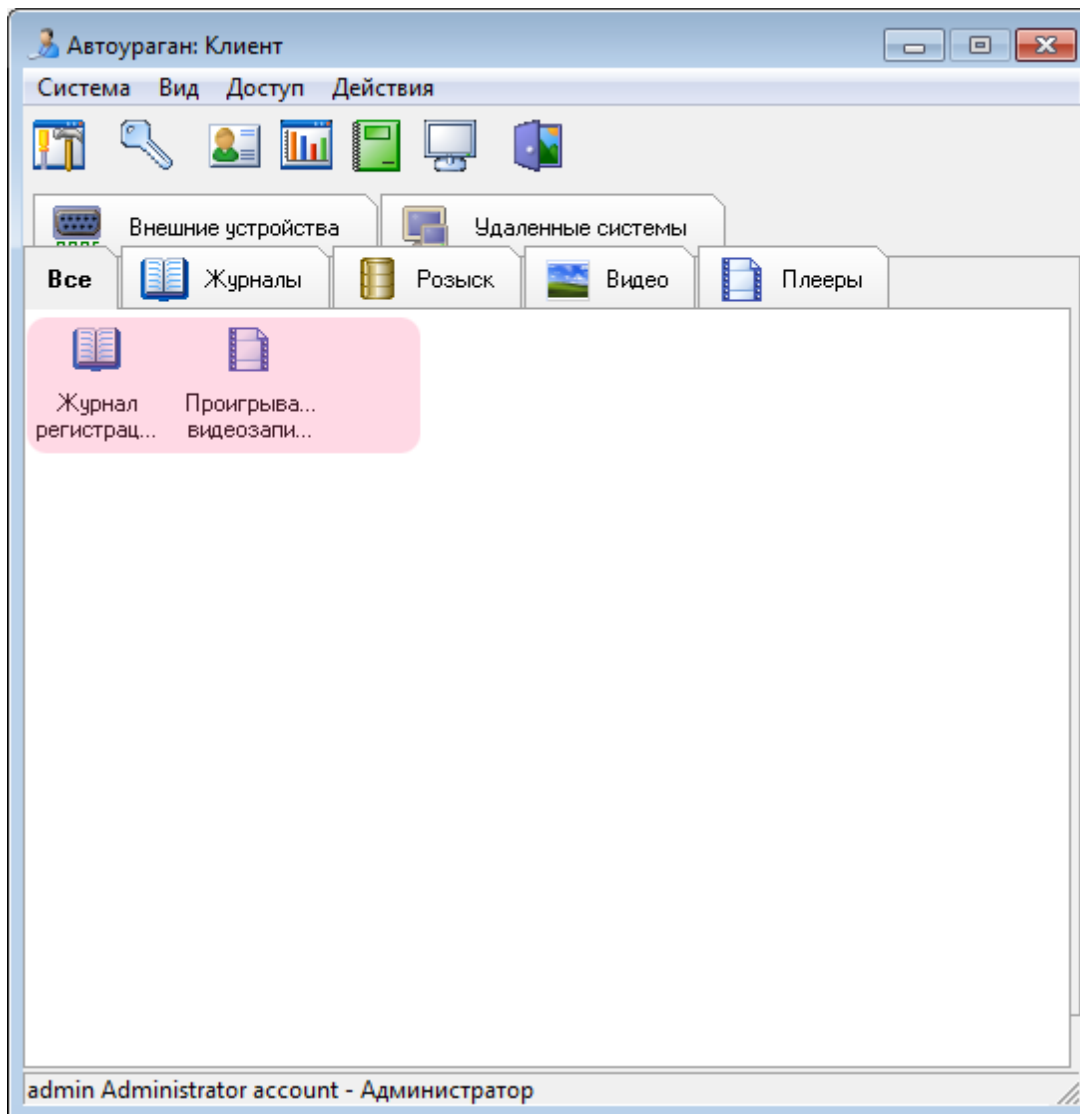 Автоураган: Клиент
Система Вид Доступ Действия
Внешние устройства Удаленные системы
Все Журналы Розыск Видео Плееры
Журнал Проигрыва...
регистрац... видеозапи...
admin Administrator account - Администратор